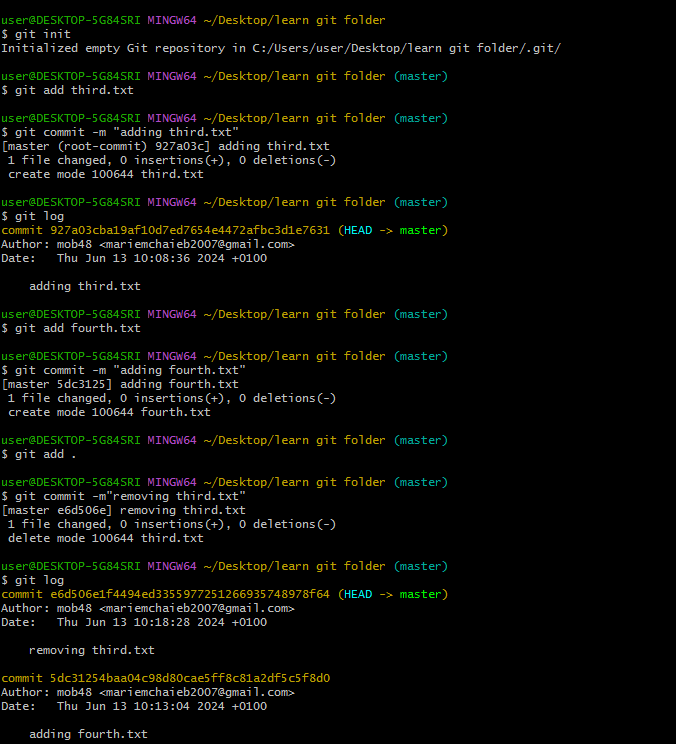 user@DESKTOP-5G84SRI MINGW64 ~/Desktop/learn git folder
$ git init
Initialized empty Git repository in C:/Users/user/Desktop/learn git folder/.git/
user@DESKTOP-5G84SRI MINGW64 ~/Desktop/learn git folder (master)
$ git add third.txt
user@DESKTOP-5G84SRI MINGW64 ~/Desktop/learn git folder (master)
$ git commit -m "adding third.txt"
[master (root-commit) 927a03c] adding third.txt
 1 file changed, 0 insertions(+), 0 deletions(-)
 create mode 100644 third.txt
user@DESKTOP-5G84SRI MINGW64 ~/Desktop/learn git folder (master)
$ git log
commit 927a03cba19af10d7ed7654e4472afbc3d1e7631 (HEAD -> master)
Author: mob48 <mariemchaieb2007@gmail.com>
Date:   Thu Jun 13 10:08:36 2024 +0100
    adding third.txt
user@DESKTOP-5G84SRI MINGW64 ~/Desktop/learn git folder (master)
$ git add fourth.txt
user@DESKTOP-5G84SRI MINGW64 ~/Desktop/learn git folder (master)
$ git commit -m "adding fourth.txt"
[master 5dc3125] adding fourth.txt
 1 file changed, 0 insertions(+), 0 deletions(-)
 create mode 100644 fourth.txt
user@DESKTOP-5G84SRI MINGW64 ~/Desktop/learn git folder (master)
$ git add .
user@DESKTOP-5G84SRI MINGW64 ~/Desktop/learn git folder (master)
$ git commit -m"removing third.txt"
[master e6d506e] removing third.txt
 1 file changed, 0 insertions(+), 0 deletions(-)
 delete mode 100644 third.txt
user@DESKTOP-5G84SRI MINGW64 ~/Desktop/learn git folder (master)
$ git log
commit e6d506e1f4494ed3355977251266935748978f64 (HEAD -> master)
Author: mob48 <mariemchaieb2007@gmail.com>
Date:   Thu Jun 13 10:18:28 2024 +0100
    removing third.txt
commit 5dc31254baa04c98d80cae5ff8c81a2df5c5f8d0
Author: mob48 <mariemchaieb2007@gmail.com>
Date:   Thu Jun 13 10:13:04 2024 +0100
    adding fourth.txt